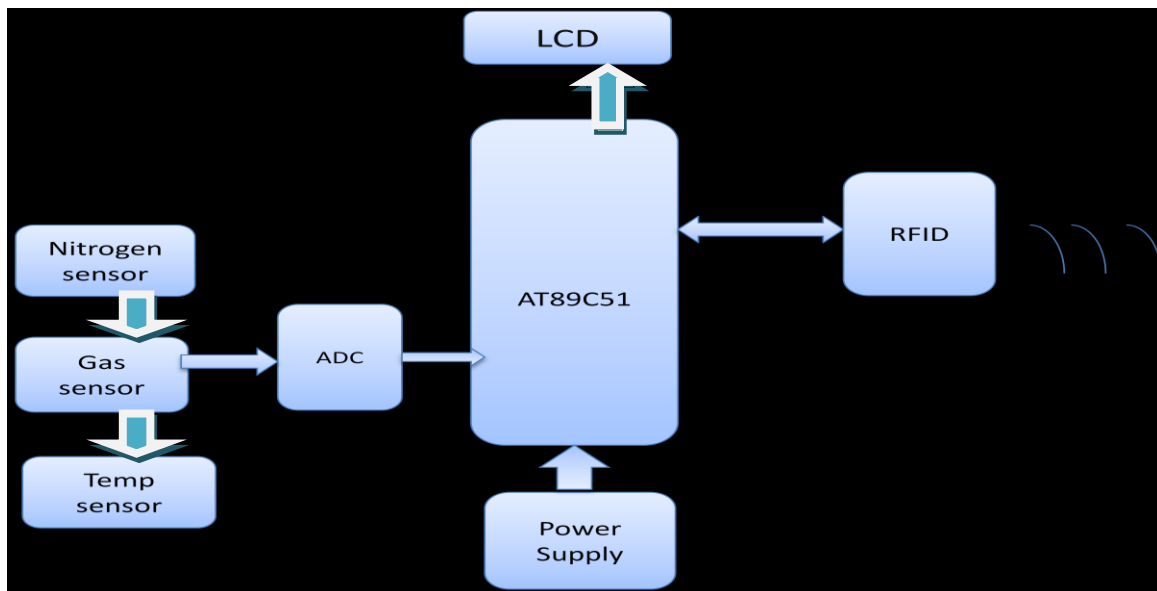 LCD
Nitrogen
sensor
RFID
AT89C51
Gas
sensor
ADC
Temp
sensor
Power
Supply